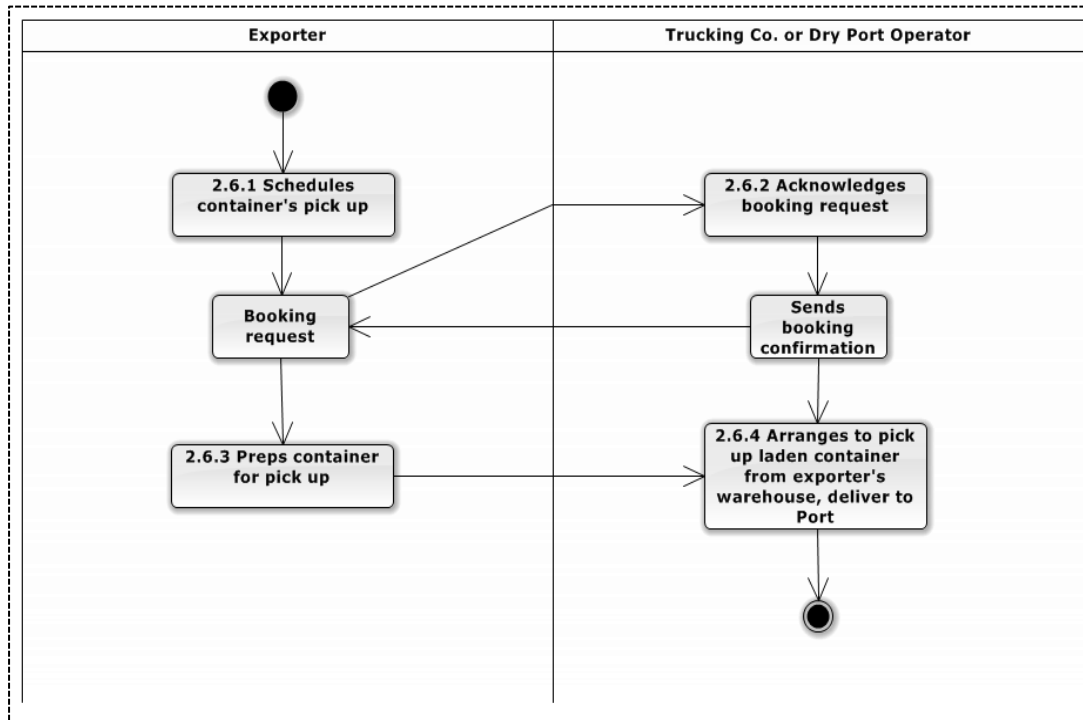 Exporter
Trucking Co. or Dry Port Operator
2.6.1 Schedules
container's pick up
2.6.2 Acknowledges
booking request
Booking
request
Sends
booking
confirmation
2.6.3 Preps container
for pick up
2.6.4 Arranges to pick
up laden container
from exporter's
warehouse, deliver to
Port